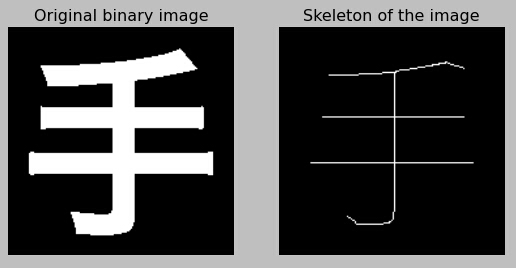 Original binary image
Skeleton of the image
手
手